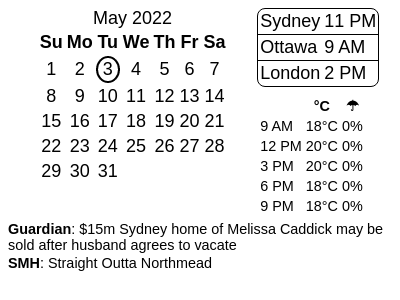 May 2022
Su Mo Tu We Th Fr Sa
1 2 3 4 5 6 7
8 9 10 11 12 13 14
15 16 17 18 19 20 21
22 23 24 25 26 27 28
29 30 31
Sydney 11 PM
Ottawa 9 AM
London 2 PM
°C ☂
9 AM 18°C 0%
12 PM 20°C 0%
3 PM 20°C 0%
6 PM 18°C 0%
9 PM 18°C 0%
Guardian: $15m Sydney home of Melissa Caddick may be
sold after husband agrees to vacate
SMH: Straight Outta Northmead